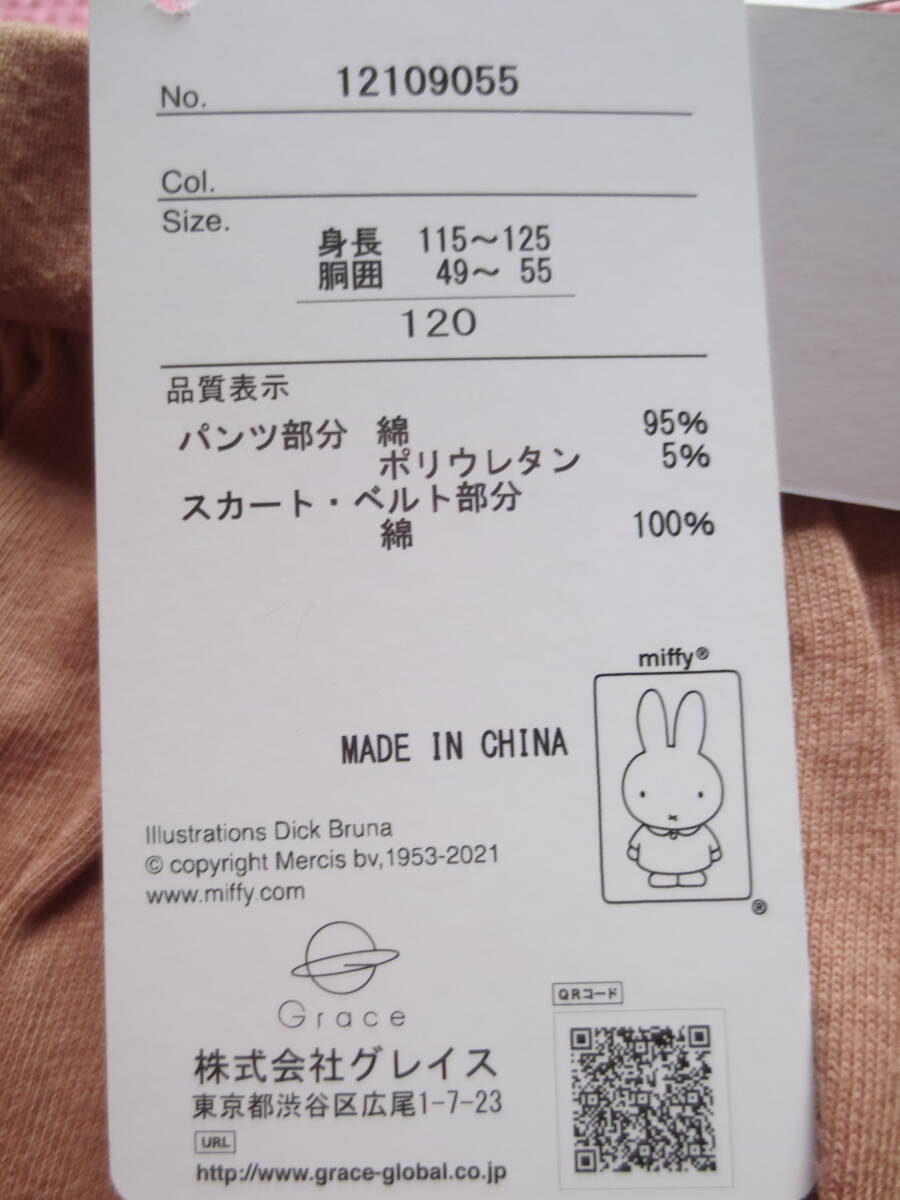 No. 12109055
Col.
Size.
身長 115～125
胴囲 49～ 55
120
品質表示
パンツ部分 綿 95%
ポリウレタン 5%
スカート・ベルト部分
綿 100%
miffy®
MADE IN CHINA
®
Illustrations Dick Bruna
© copyright Mercis bv,1953-2021
www.miffy.com
Grace
QRコード
株式会社グレイス
東京都渋谷区広尾1-7-23
URL
http://www.grace-global.co.jp